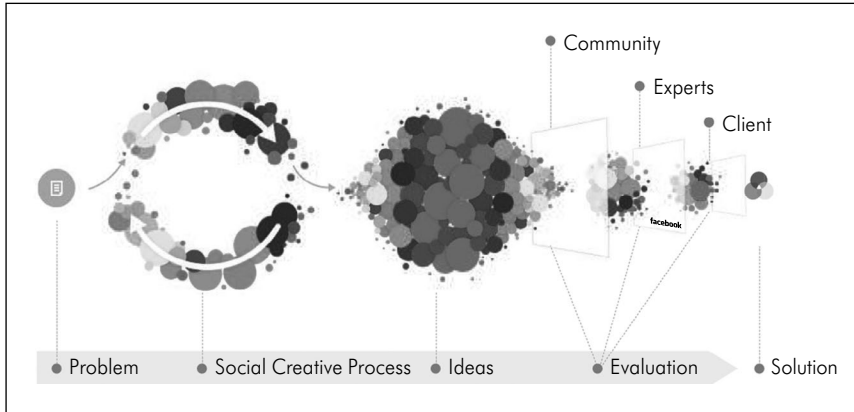 Community
Experts
Client
facebook
Problem
Social Creative Process
Ideas
Evaluation
Solution